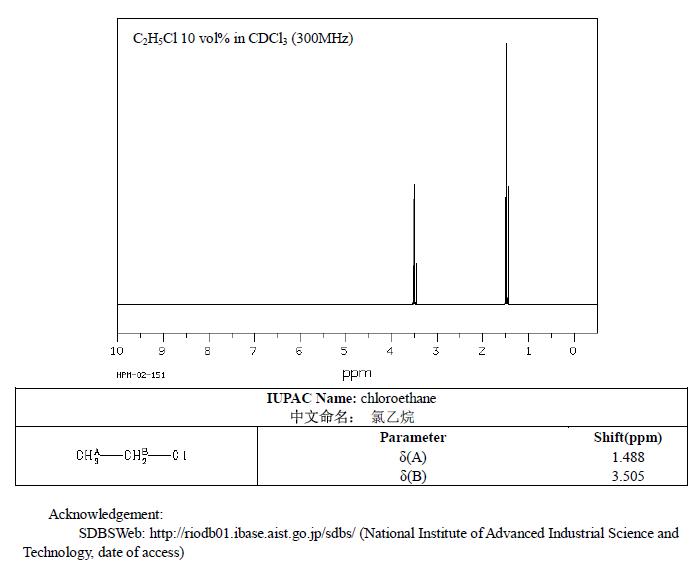 C₂H₅Cl 10 vol% in CDCl₃ (300MHz)
10 9 8 7 6 5 4 3 2 1 0
HPM-02-151
ppm
IUPAC Name: chloroethane
中文命名： 氯乙烷
CH₃ᴬ—CH₂ᴮ—Cl
Parameter Shift(ppm)
δ(A) 1.488
δ(B) 3.505
Acknowledgement:
SDBSWeb: http://riodb01.ibase.aist.go.jp/sdbs/ (National Institute of Advanced Industrial Science and
Technology, date of access)